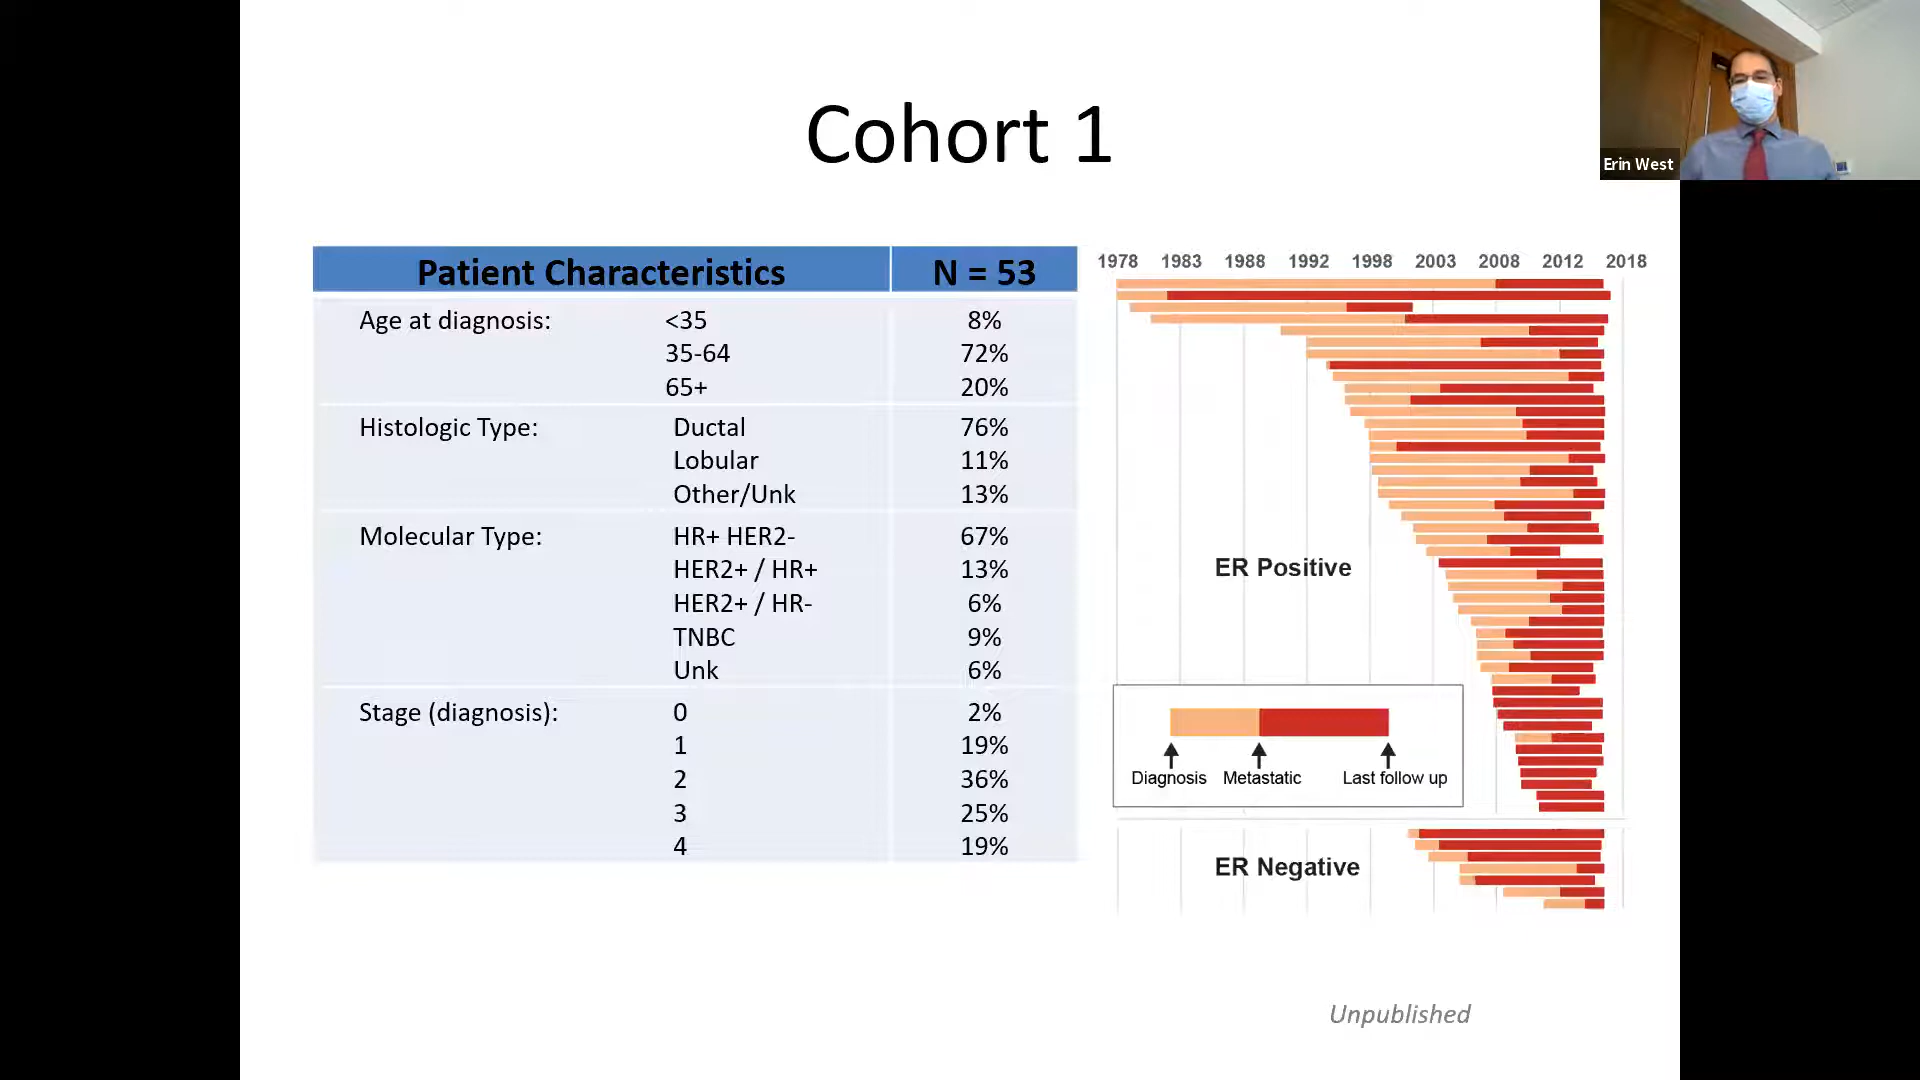 Cohort 1
Erin West
Patient Characteristics N = 53
Age at diagnosis: <35 8%
35-64 72%
65+ 20%
Histologic Type: Ductal 76%
Lobular 11%
Other/Unk 13%
Molecular Type: HR+ HER2- 67%
HER2+ / HR+ 13%
HER2+ / HR- 6%
TNBC 9%
Unk 6%
Stage (diagnosis): 0 2%
1 19%
2 36%
3 25%
4 19%
1978 1983 1988 1992 1998 2003 2008 2012 2018
ER Positive
Diagnosis Metastatic Last follow up
ER Negative
Unpublished